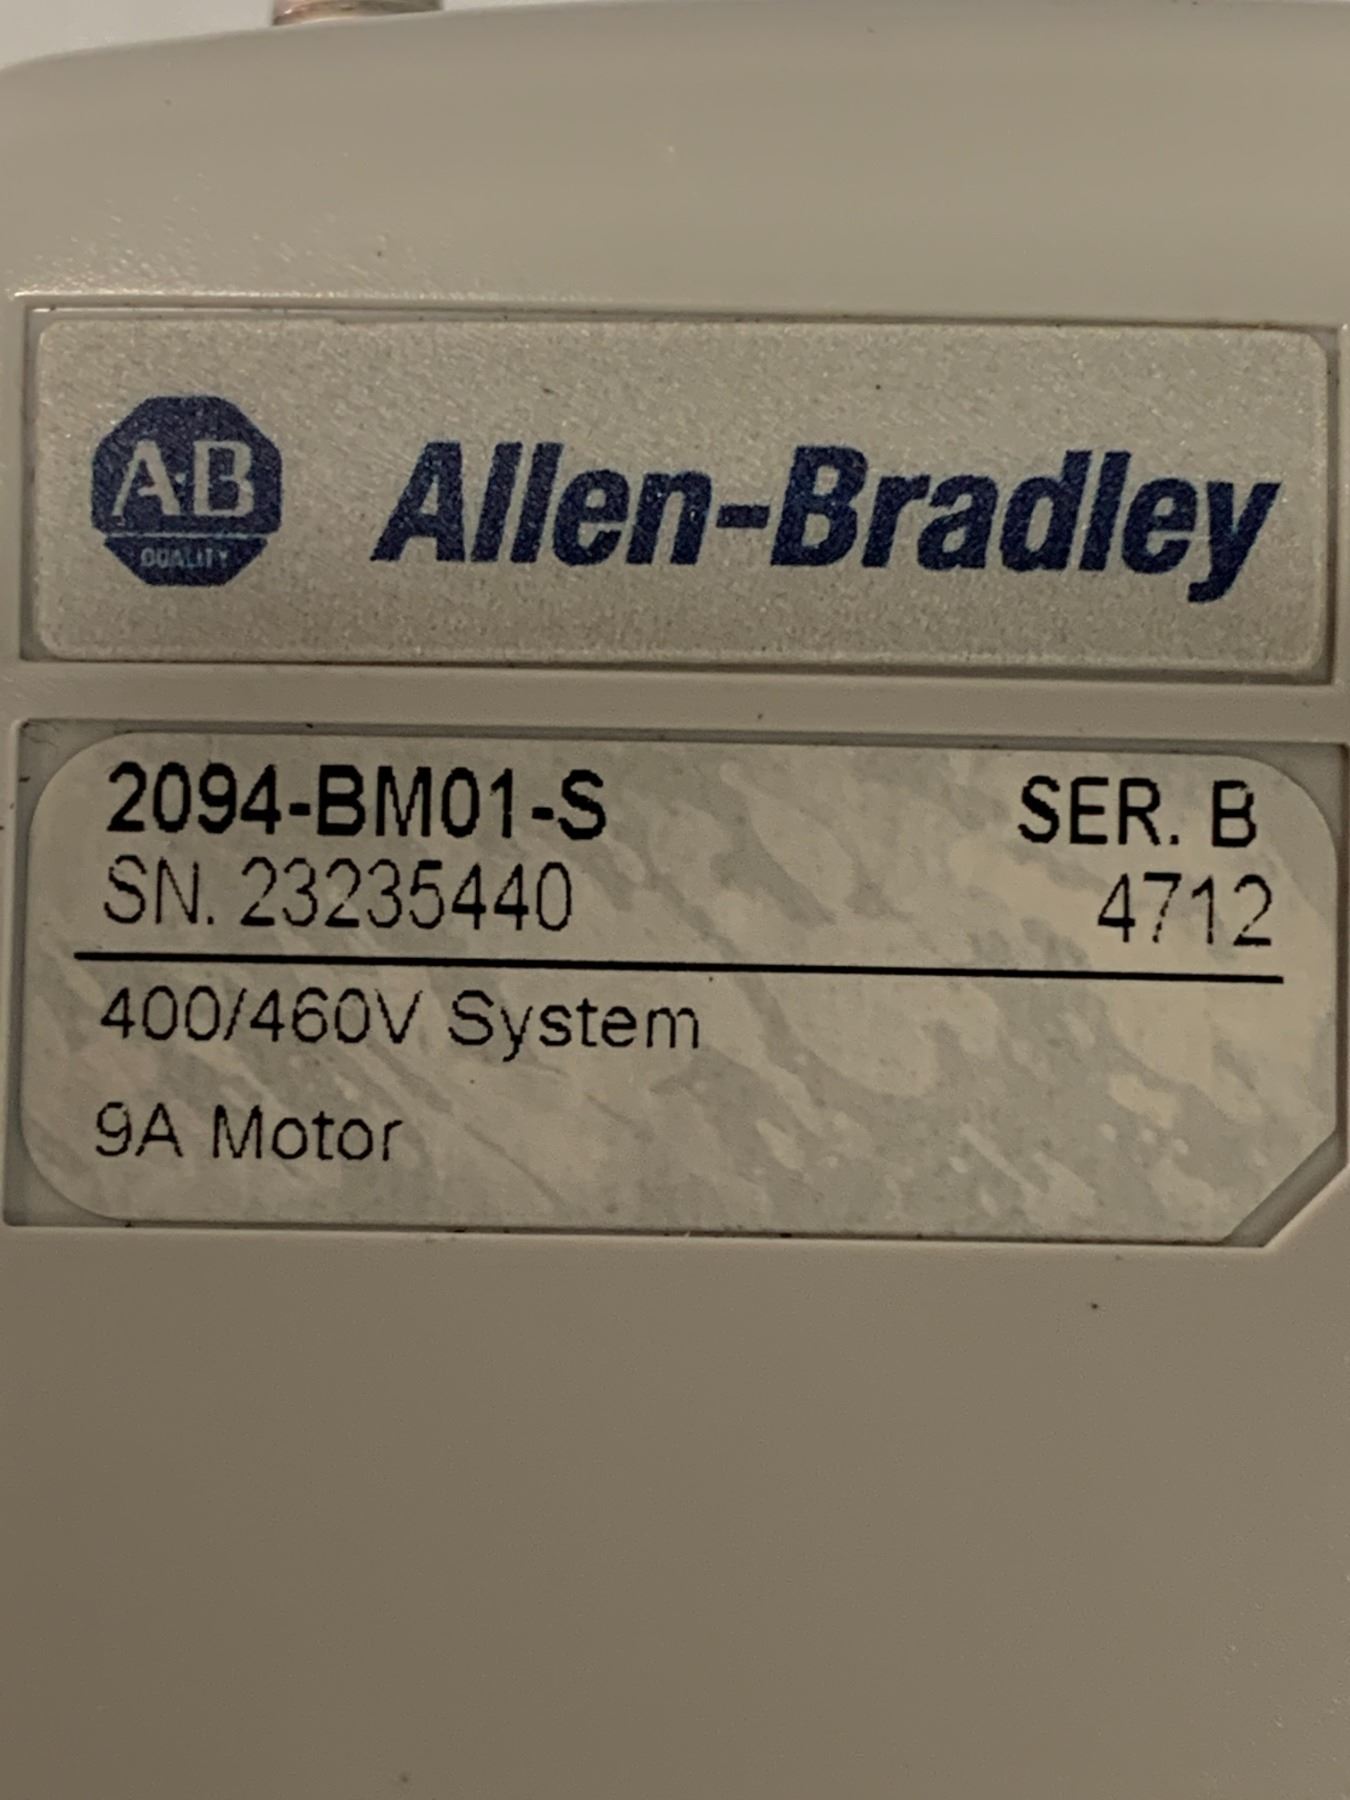 A-B
QUALITY
Allen-Bradley
2094-BM01-S SER. B
SN. 23235440 4712
400/460V System
9A Motor